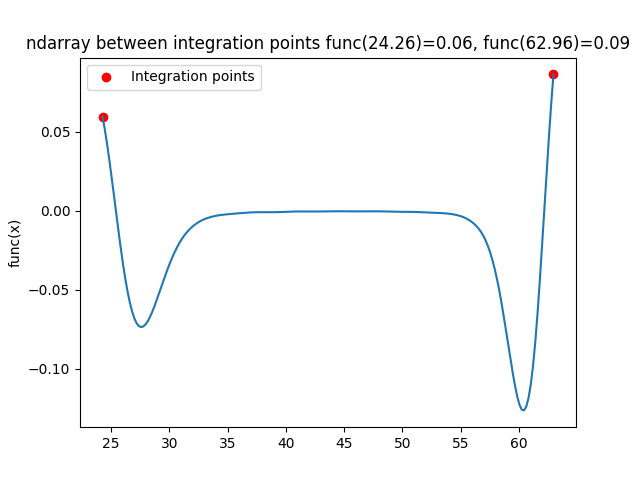 ndarray between integration points func(24.26)=0.06, func(62.96)=0.09
Integration points
func(x)
0.05
0.00
−0.05
−0.10
25 30 35 40 45 50 55 60